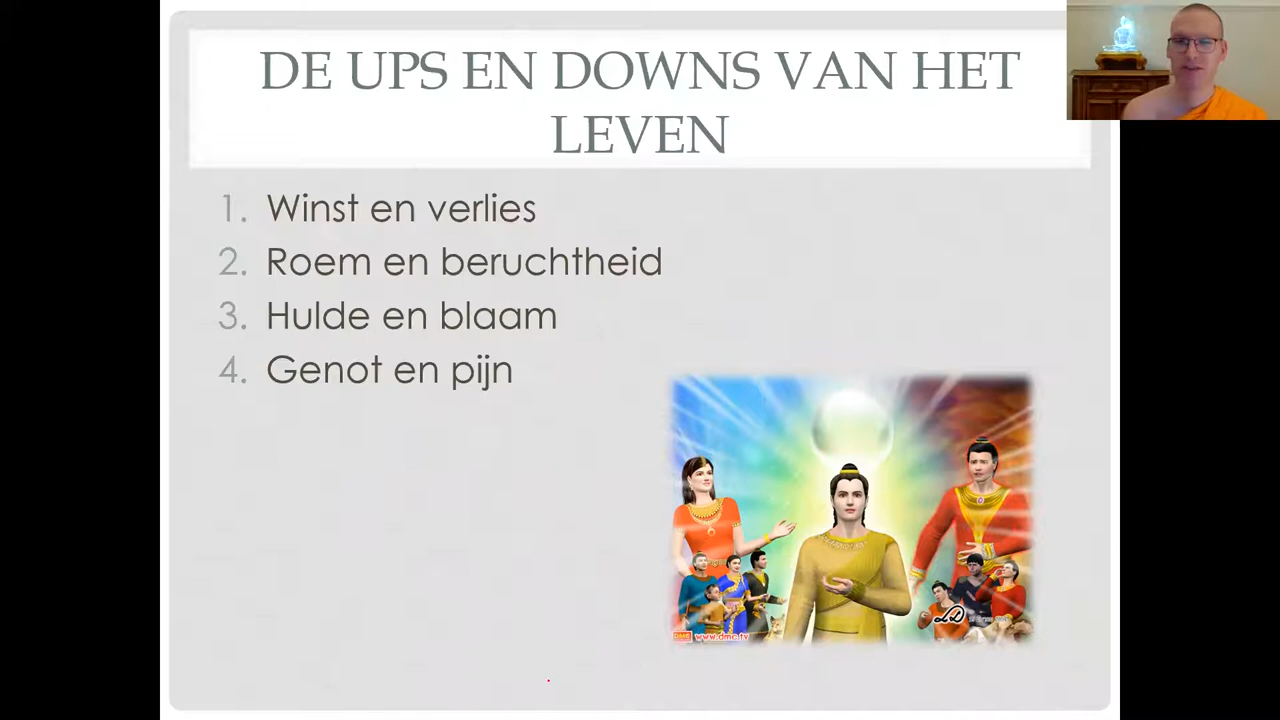 DE UPS EN DOWNS VAN HET
LEVEN
1. Winst en verlies
2. Roem en beruchtheid
3. Hulde en blaam
4. Genot en pijn
DMC www.dmc.tv